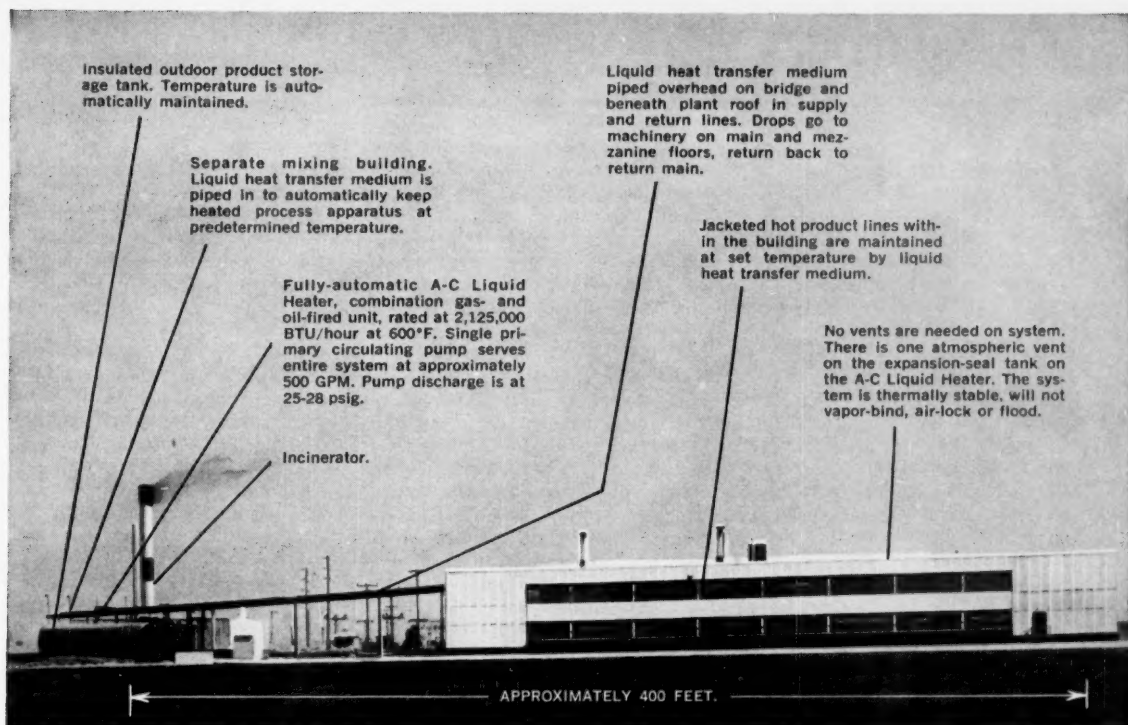 Insulated outdoor product stor-
age tank. Temperature is auto-
matically maintained.
Separate mixing building.
Liquid heat transfer medium is
piped in to automatically keep
heated process apparatus at
predetermined temperature.
Fully-automatic A-C Liquid
Heater, combination gas- and
oil-fired unit, rated at 2,125,000
BTU/hour at 600°F. Single pri-
mary circulating pump serves
entire system at approximately
500 GPM. Pump discharge is at
25-28 psig.
Incinerator.
Liquid heat transfer medium
piped overhead on bridge and
beneath plant roof in supply
and return lines. Drops go to
machinery on main and mez-
zanine floors, return back to
return main.
Jacketed hot product lines with-
in the building are maintained
at set temperature by liquid
heat transfer medium.
No vents are needed on system.
There is one atmospheric vent
on the expansion-seal tank on
the A-C Liquid Heater. The sys-
tem is thermally stable, will not
vapor-bind, air-lock or flood.
APPROXIMATELY 400 FEET.